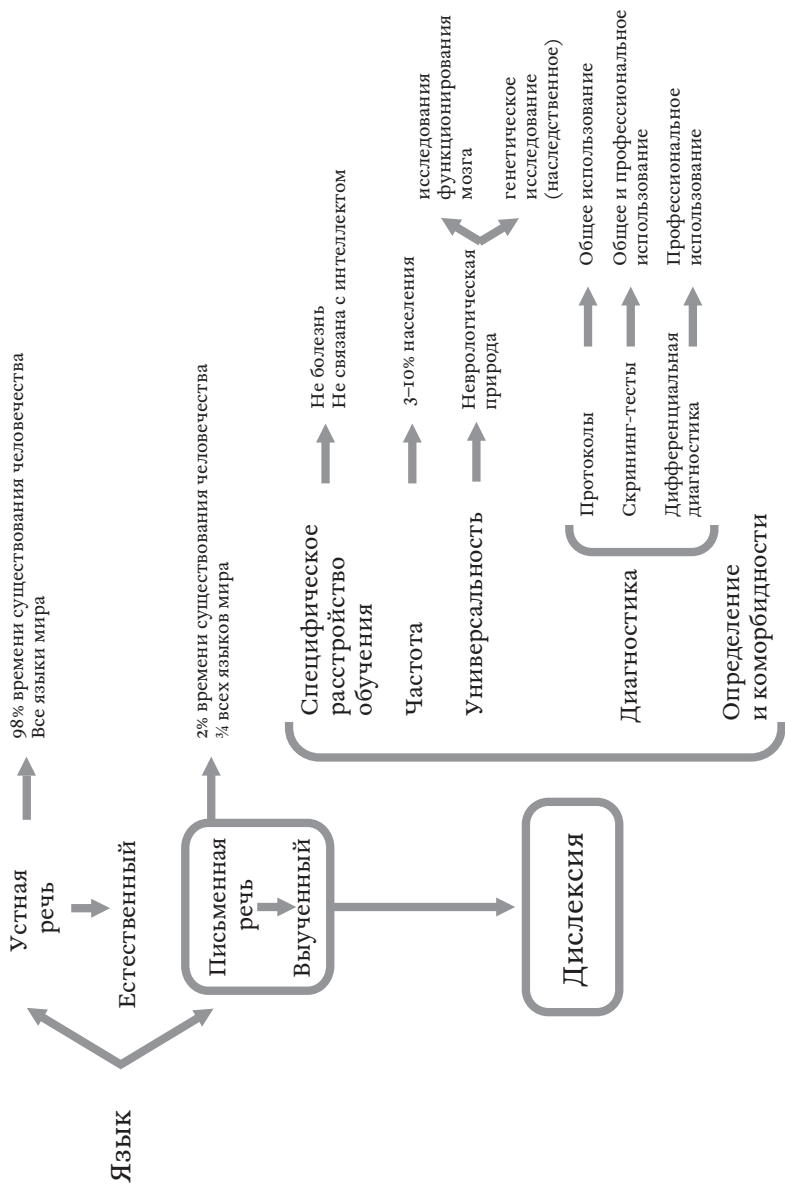 Язык
Устная
речь
98% времени существования человечества
Все языки мира
Естественный
Письменная
речь
2% времени существования человечества
¾ всех языков мира
Выученный
Дислексия
Специфическое
расстройство
обучения
Не болезнь
Не связана с интеллектом
Частота
3–10% населения
Универсальность
Неврологическая
природа
исследования
функционирования
мозга
генетическое
исследование
(наследственное)
Диагностика
Протоколы
Общее использование
Скрининг-тесты
Общее и профессиональное
использование
Дифференциальная
диагностика
Профессиональное
использование
Определение
и коморбидности